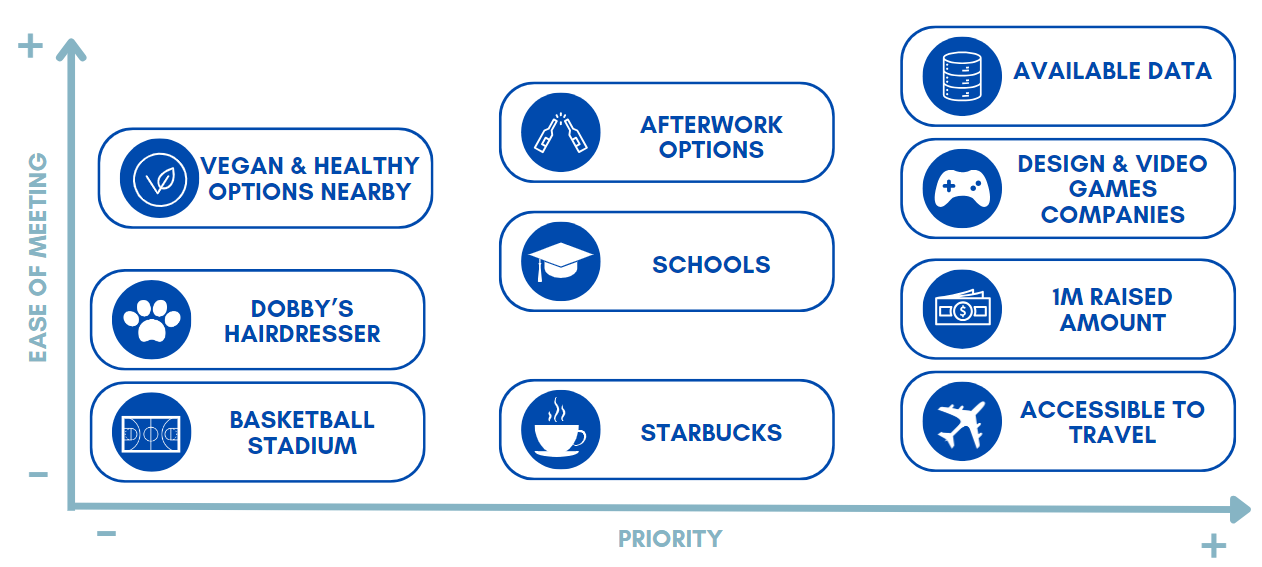 +
EASE OF MEETING
–
VEGAN & HEALTHY
OPTIONS NEARBY
DOBBY’S
HAIRDRESSER
BASKETBALL
STADIUM
AFTERWORK
OPTIONS
SCHOOLS
STARBUCKS
AVAILABLE DATA
DESIGN & VIDEO
GAMES
COMPANIES
1M RAISED
AMOUNT
ACCESSIBLE TO
TRAVEL
–
PRIORITY
+